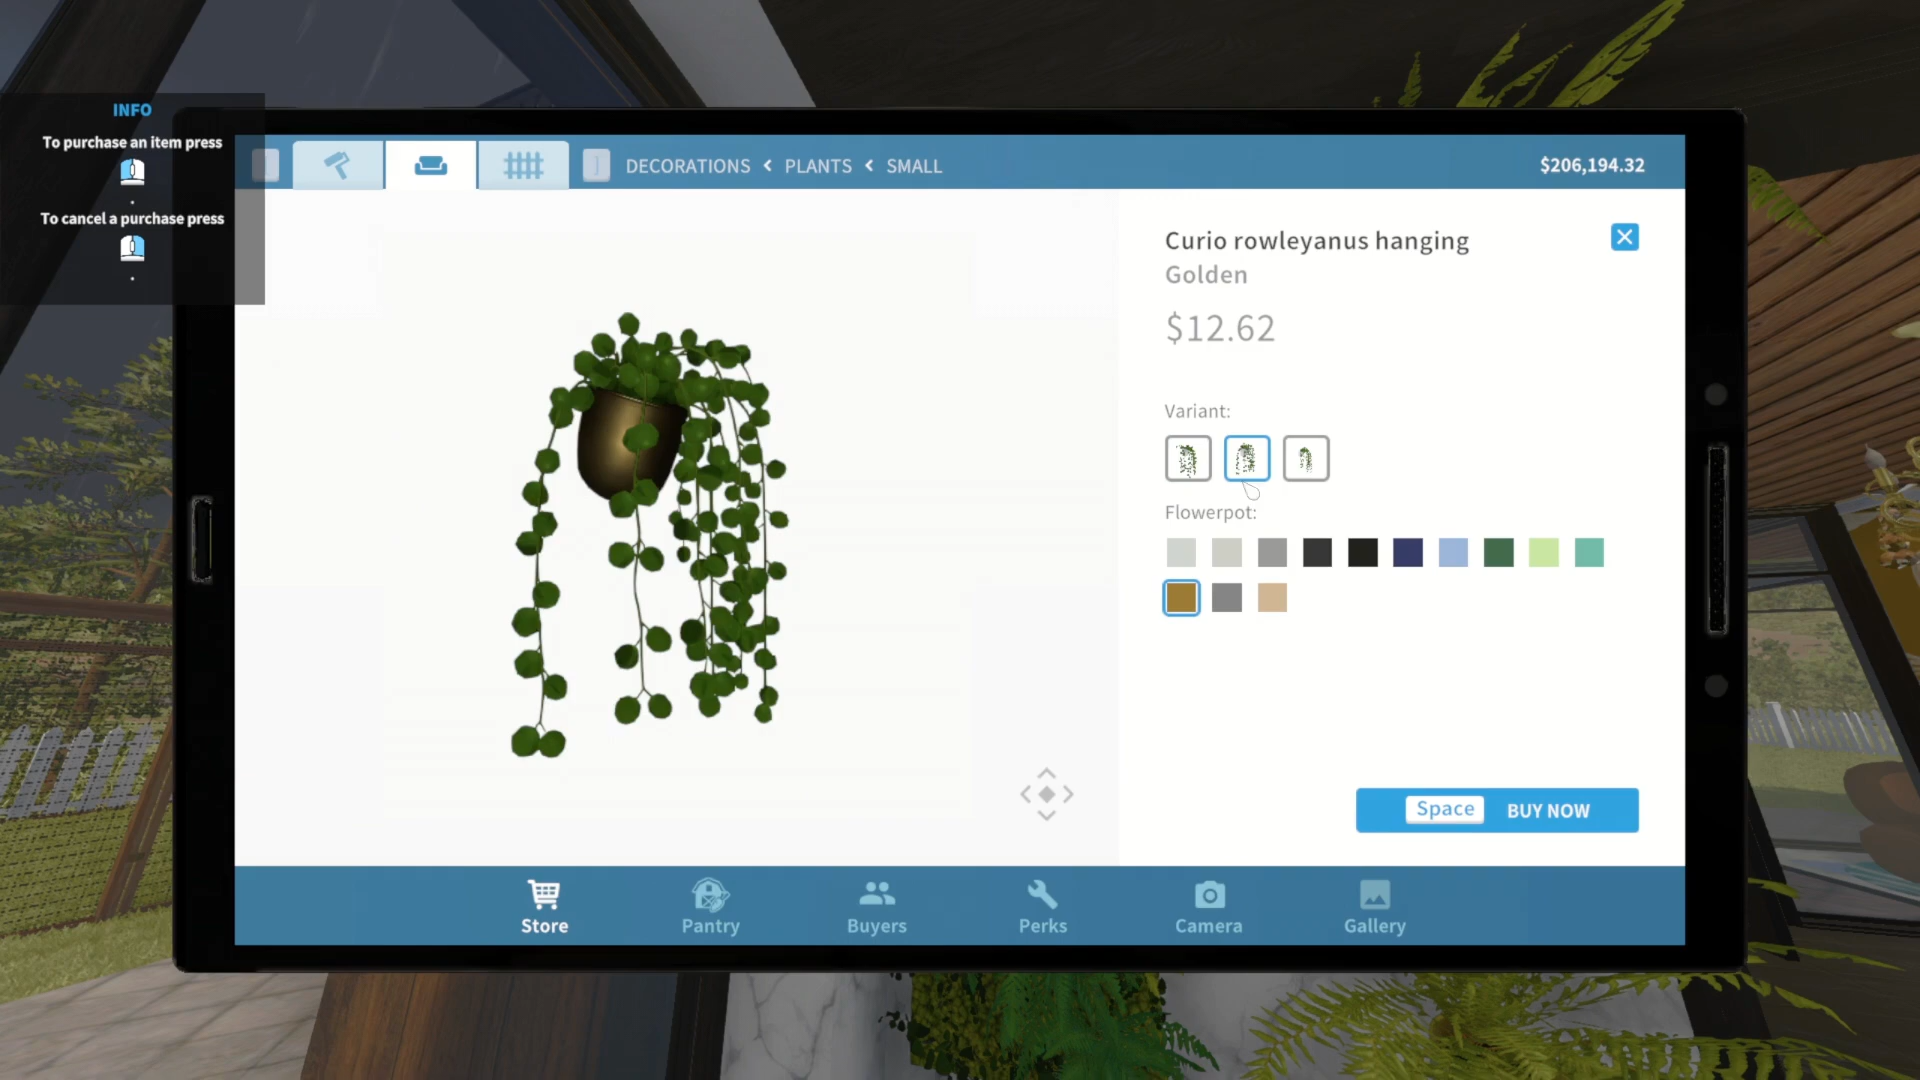 INFO
To purchase an item press
.
To cancel a purchase press
.
DECORATIONS < PLANTS < SMALL
$206,194.32
Curio rowleyanus hanging
Golden
$12.62
Variant:
Flowerpot:
Space BUY NOW
Store Pantry Buyers Perks Camera Gallery